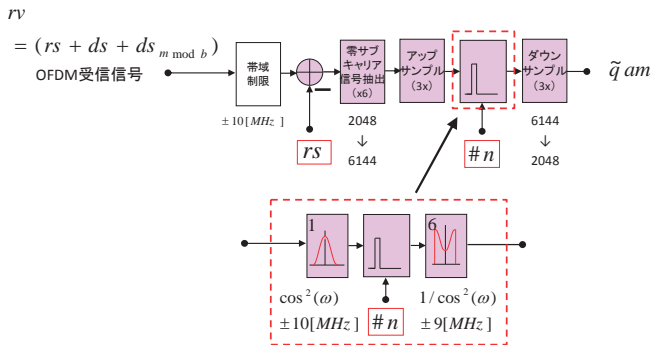 rv
= (rs + ds + ds_{m mod b})
OFDM受信信号
帯域
制限
±10[MHz]
rs
零サブ
キャリア
信号抽出
(x6)
2048
↓
6144
アップ
サンプル
(3x)
#n
ダウン
サンプル
(3x)
6144
↓
2048
q̃ am
1
cos²(ω)
±10[MHz]
#n
6
1/cos²(ω)
±9[MHz]